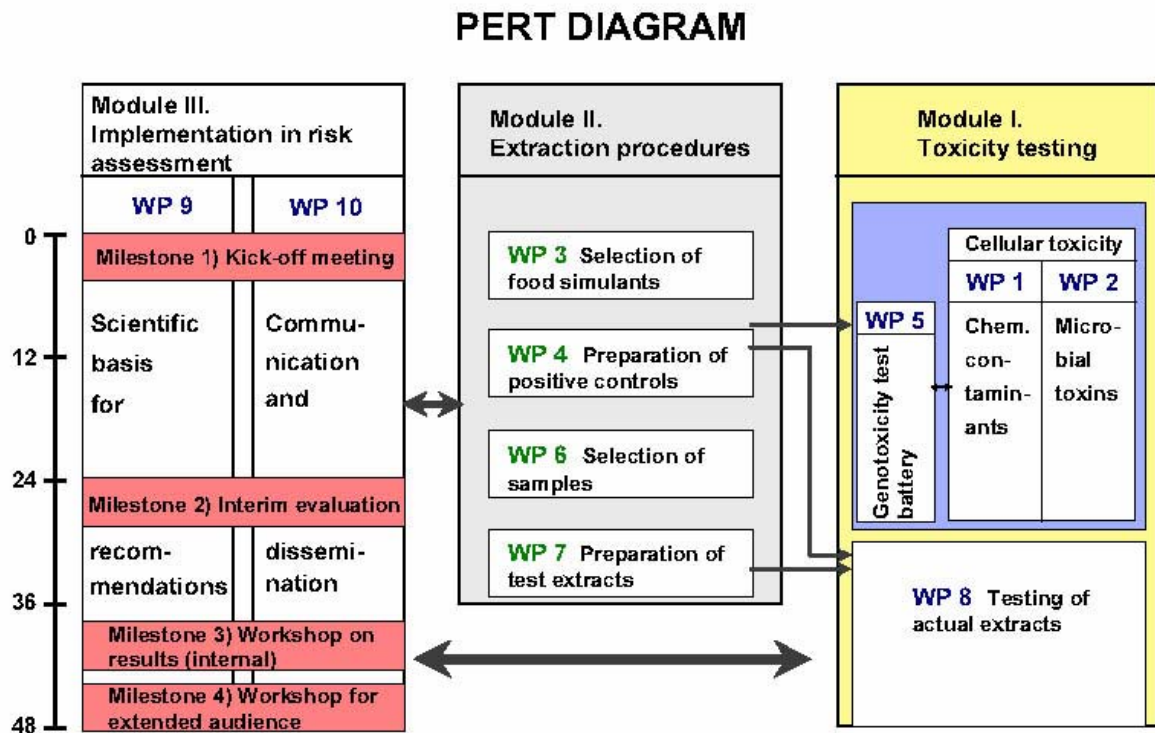 PERT DIAGRAM
Module III.
Implementation in risk
assessment
WP 9
WP 10
0
12
24
36
48
Milestone 1) Kick-off meeting
Scientific
basis
for
Commu-
nication
and
Milestone 2) Interim evaluation
recom-
mendations
dissemi-
nation
Milestone 3) Workshop on
results (internal)
Milestone 4) Workshop for
extended audience
Module II.
Extraction procedures
WP 3 Selection of
food simulants
WP 4 Preparation of
positive controls
WP 6 Selection of
samples
WP 7 Preparation of
test extracts
Module I.
Toxicity testing
Cellular toxicity
WP 1
WP 2
WP 5
Genotoxicity test
battery
Chem.
con-
tamin-
ants
Micro-
bial
toxins
WP 8 Testing of
actual extracts